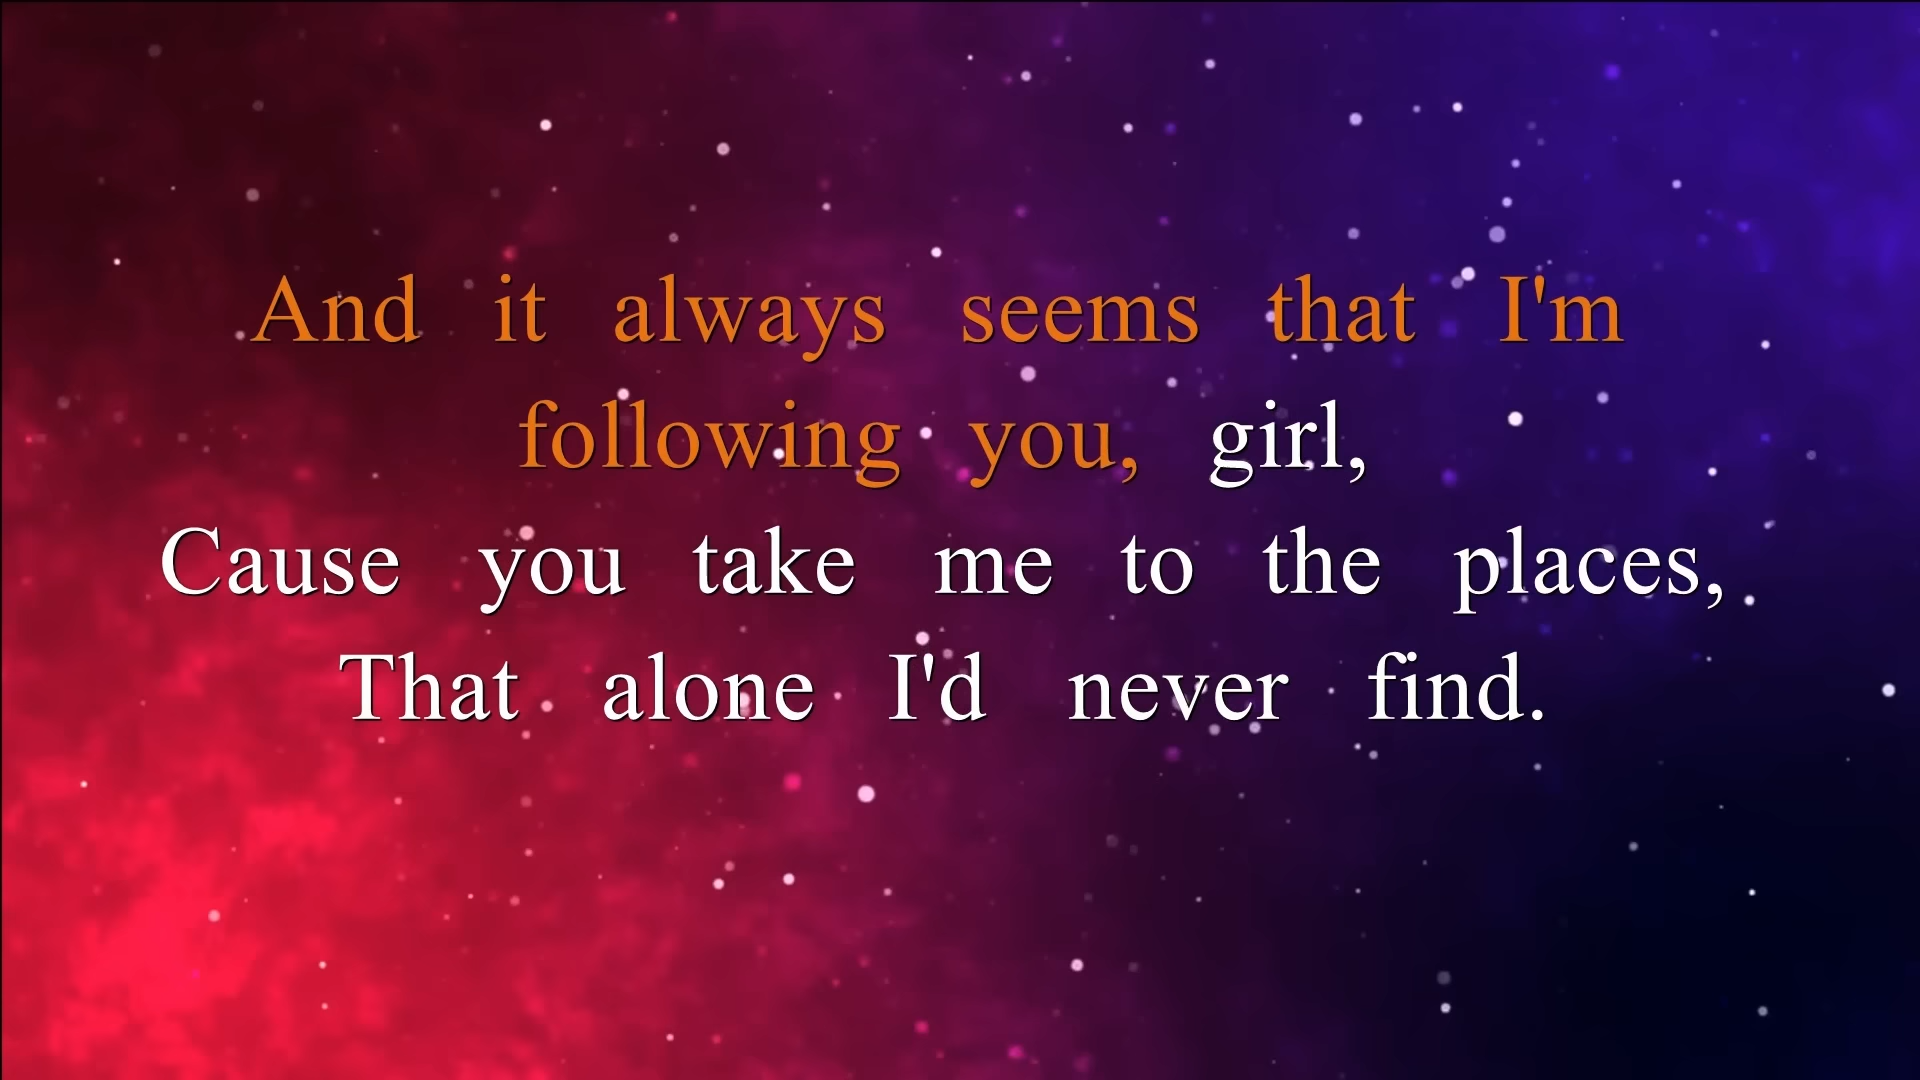 And it always seems that I'm
following you, girl,
Cause you take me to the places,
That alone I'd never find.